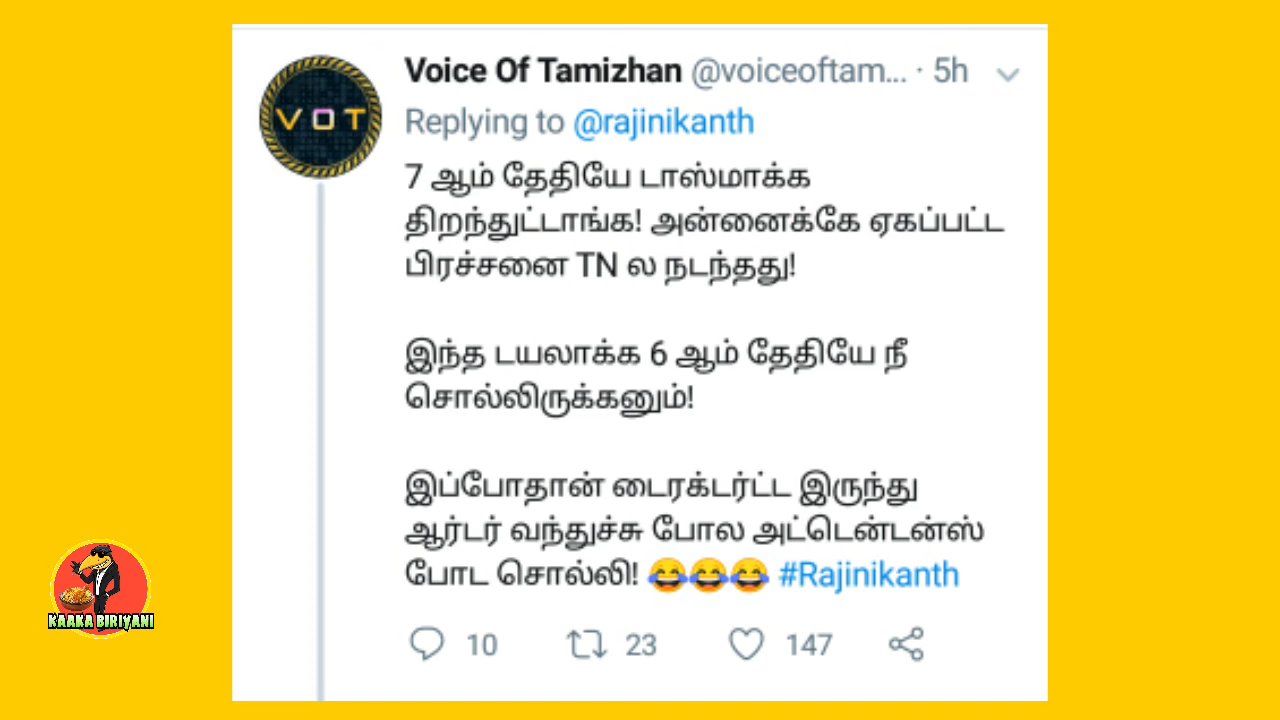 Voice Of Tamizhan @voiceoftam... · 5h
VOT
Replying to @rajinikanth
7 ஆம் தேதியே டாஸ்மாக்க
திறந்துட்டாங்க! அன்னைக்கே ஏகப்பட்ட
பிரச்சனை TN ல நடந்தது!
இந்த டயலாக்க 6 ஆம் தேதியே நீ
சொல்லிருக்கனும்!
இப்போதான் டைரக்டர்ட்ட இருந்து
ஆர்டர் வந்துச்சு போல அட்டென்டன்ஸ்
போட சொல்லி! 😂😂😂 #Rajinikanth
10 23 147
KAAKA BIRIYANI